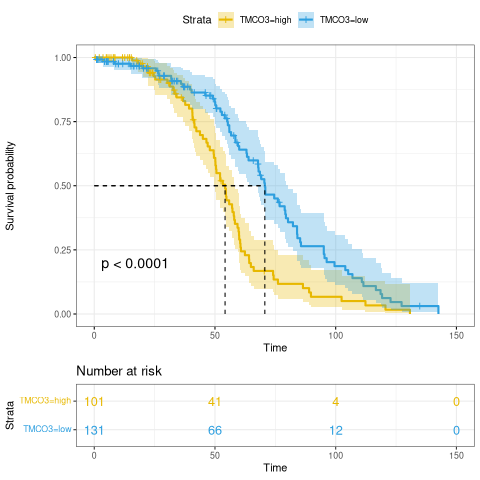 Strata TMCO3=high TMCO3=low
Survival probability
1.00
0.75
0.50
0.25
0.00
p < 0.0001
0 50 100 150
Time
Number at risk
Strata
TMCO3=high 101 41 4 0
TMCO3=low 131 66 12 0
0 50 100 150
Time